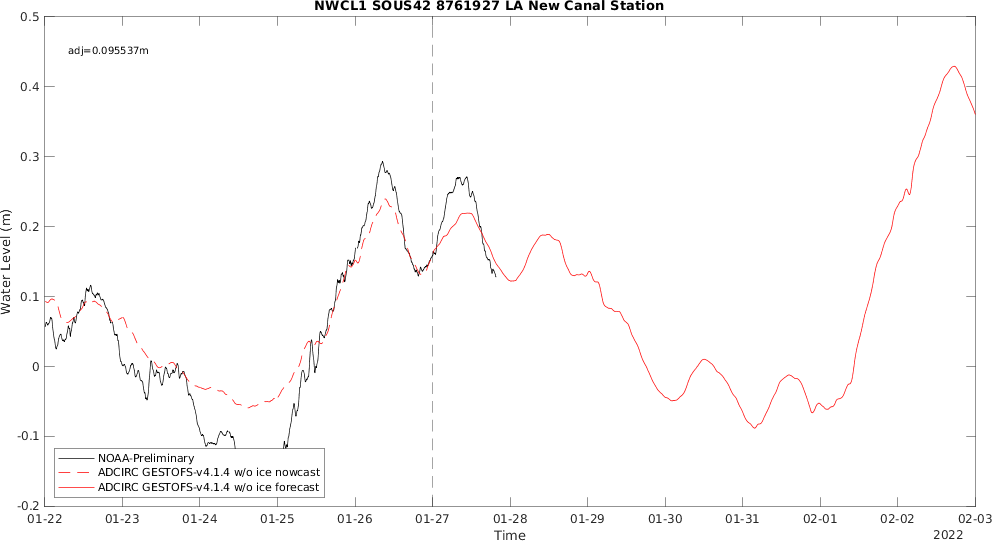 NWCL1 SOUS42 8761927 LA New Canal Station
adj=0.095537m
0.5
0.4
0.3
0.2
0.1
0
-0.1
-0.2
Water Level (m)
NOAA-Preliminary
ADCIRC GESTOFS-v4.1.4 w/o ice nowcast
ADCIRC GESTOFS-v4.1.4 w/o ice forecast
01-22 01-23 01-24 01-25 01-26 01-27 01-28 01-29 01-30 01-31 02-01 02-02 02-03
Time
2022